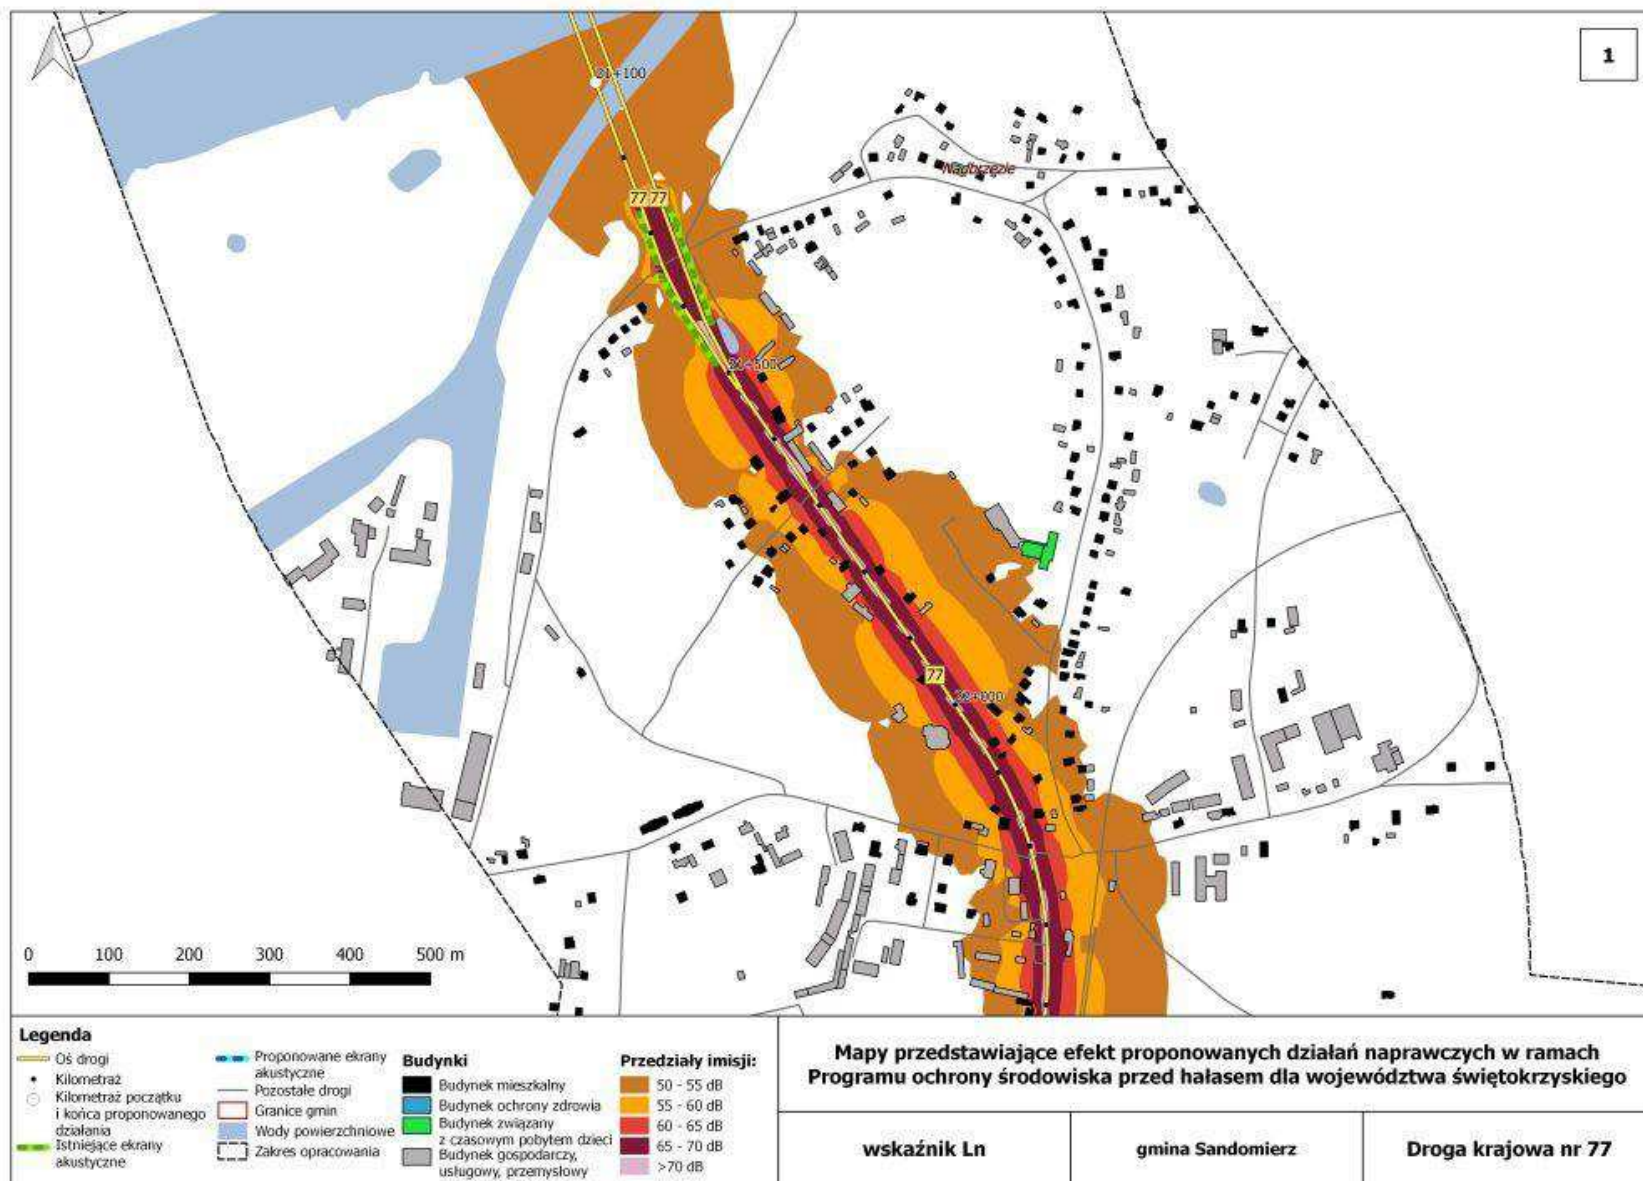 1
21+100
Nadbrzezie
77 77
21+500
77
22+000
0 100 200 300 400 500 m
Legenda
Oś drogi
Kilometraż
Kilometraż początku
i końca proponowanego
działania
Istniejące ekrany
akustyczne
Proponowane ekrany
akustyczne
Pozostałe drogi
Granice gmin
Wody powierzchniowe
Zakres opracowania
Budynki
Budynek mieszkalny
Budynek ochrony zdrowia
Budynek związany
z czasowym pobytem dzieci
Budynek gospodarczy,
usługowy, przemysłowy
Przedziały imisji:
50 - 55 dB
55 - 60 dB
60 - 65 dB
65 - 70 dB
>70 dB
Mapy przedstawiające efekt proponowanych działań naprawczych w ramach
Programu ochrony środowiska przed hałasem dla województwa świętokrzyskiego
wskaźnik Ln
gmina Sandomierz
Droga krajowa nr 77